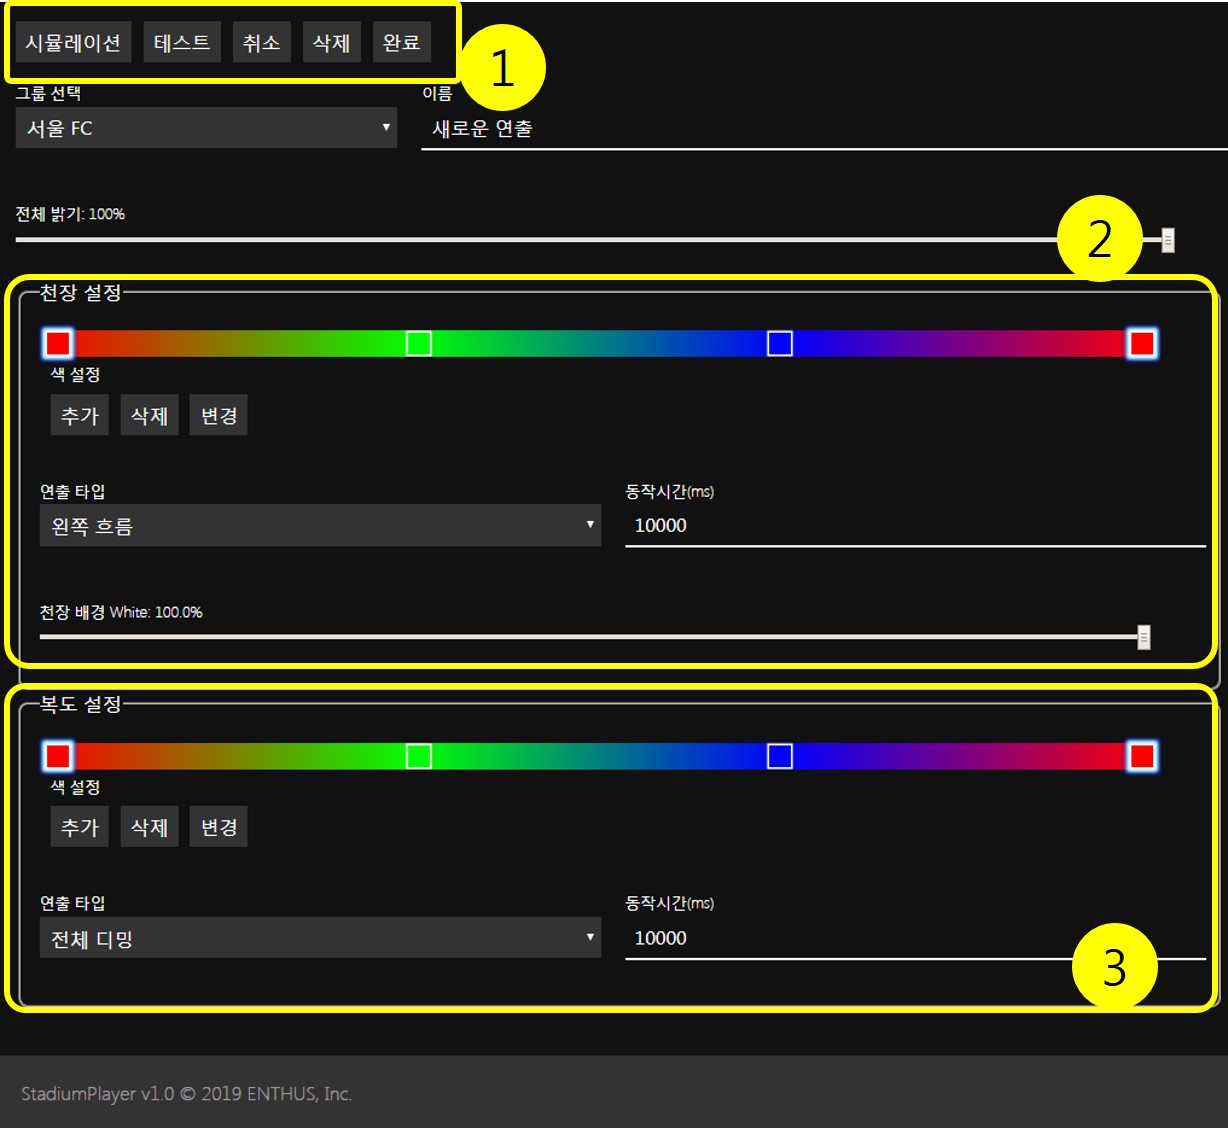 시뮬레이션 테스트 취소 삭제 완료
1
그룹 선택 이름
서울 FC 새로운 연출
전체 밝기: 100%
2
천장 설정
색 설정
추가 삭제 변경
연출 타입 동작시간(ms)
왼쪽 흐름 10000
천장 배경 White: 100.0%
복도 설정
색 설정
추가 삭제 변경
연출 타입 동작시간(ms)
전체 디밍 10000
3
StadiumPlayer v1.0 © 2019 ENTHUS, Inc.